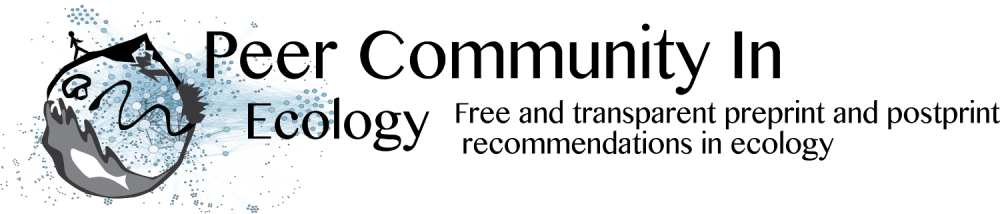 Peer Community In
Ecology
Free and transparent preprint and postprint
recommendations in ecology